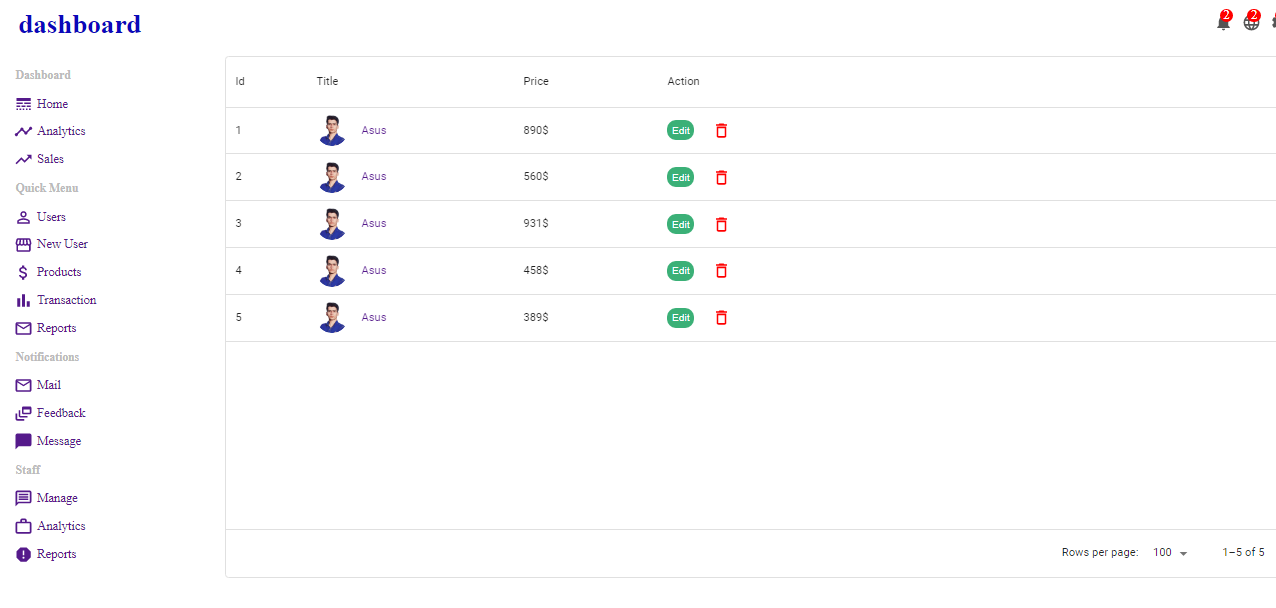 dashboard
2 2
Dashboard
Home
Analytics
Sales
Quick Menu
Users
New User
Products
Transaction
Reports
Notifications
Mail
Feedback
Message
Staff
Manage
Analytics
Reports
Id Title Price Action
1 Asus 890$ Edit
2 Asus 560$ Edit
3 Asus 931$ Edit
4 Asus 458$ Edit
5 Asus 389$ Edit
Rows per page: 100 1–5 of 5